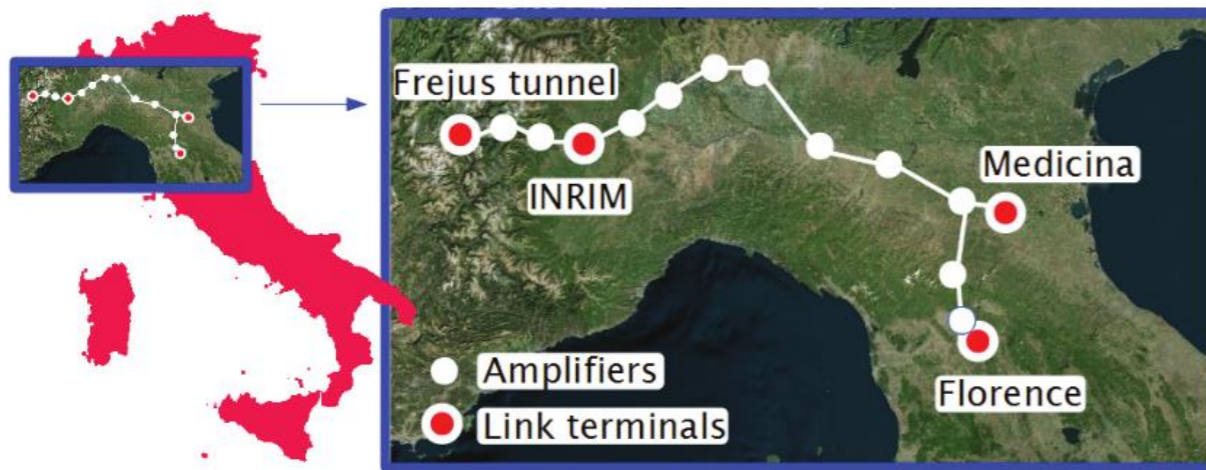 Frejus tunnel
INRIM
Medicina
Florence
Amplifiers
Link terminals